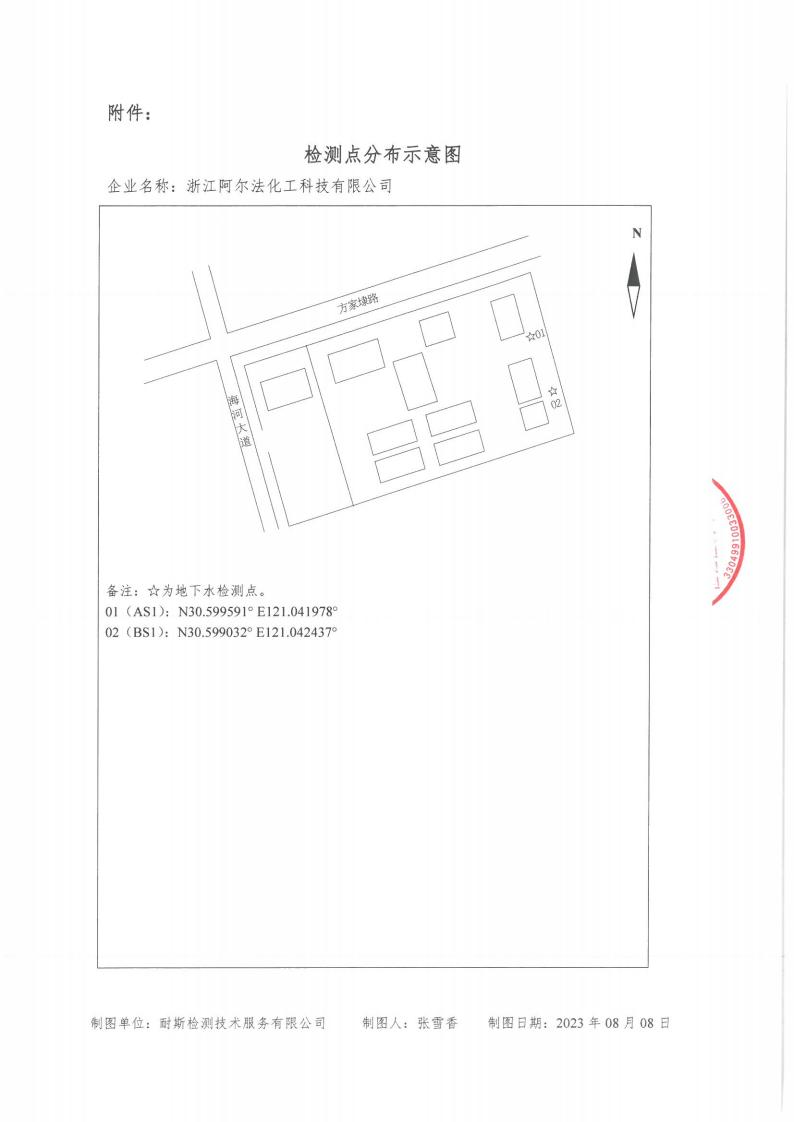 附件：
检测点分布示意图
企业名称：浙江阿尔法化工科技有限公司
N
方家埭路
☆01
☆
02
海河大道
备注：☆为地下水检测点。
01（AS1）：N30.599591° E121.041978°
02（BS1）：N30.599032° E121.042437°
制图单位：耐斯检测技术服务有限公司 制图人：张雪香 制图日期：2023 年 08 月 08 日